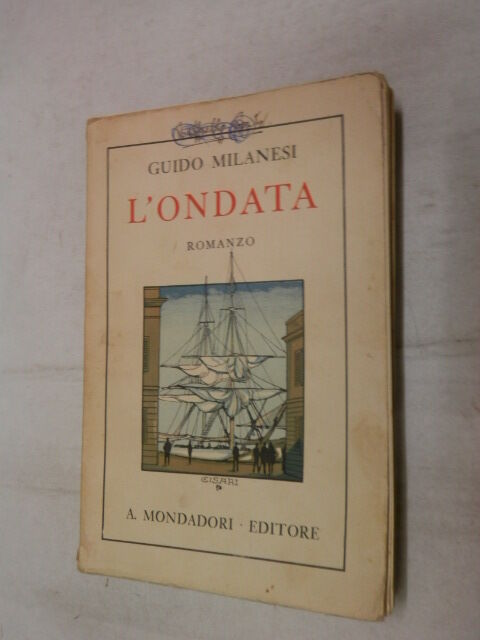 GUIDO MILANESI
L'ONDATA
ROMANZO
CISARI
A. MONDADORI · EDITORE